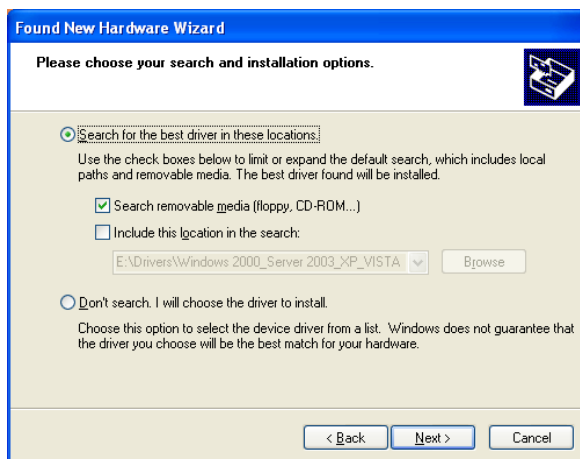 Found New Hardware Wizard
Please choose your search and installation options.
Search for the best driver in these locations.
Use the check boxes below to limit or expand the default search, which includes local
paths and removable media. The best driver found will be installed.
Search removable media (floppy, CD-ROM...)
Include this location in the search:
E:\Drivers\Windows 2000_Server 2003_XP_VISTA
Browse
Don't search. I will choose the driver to install.
Choose this option to select the device driver from a list. Windows does not guarantee that
the driver you choose will be the best match for your hardware.
< Back
Next >
Cancel